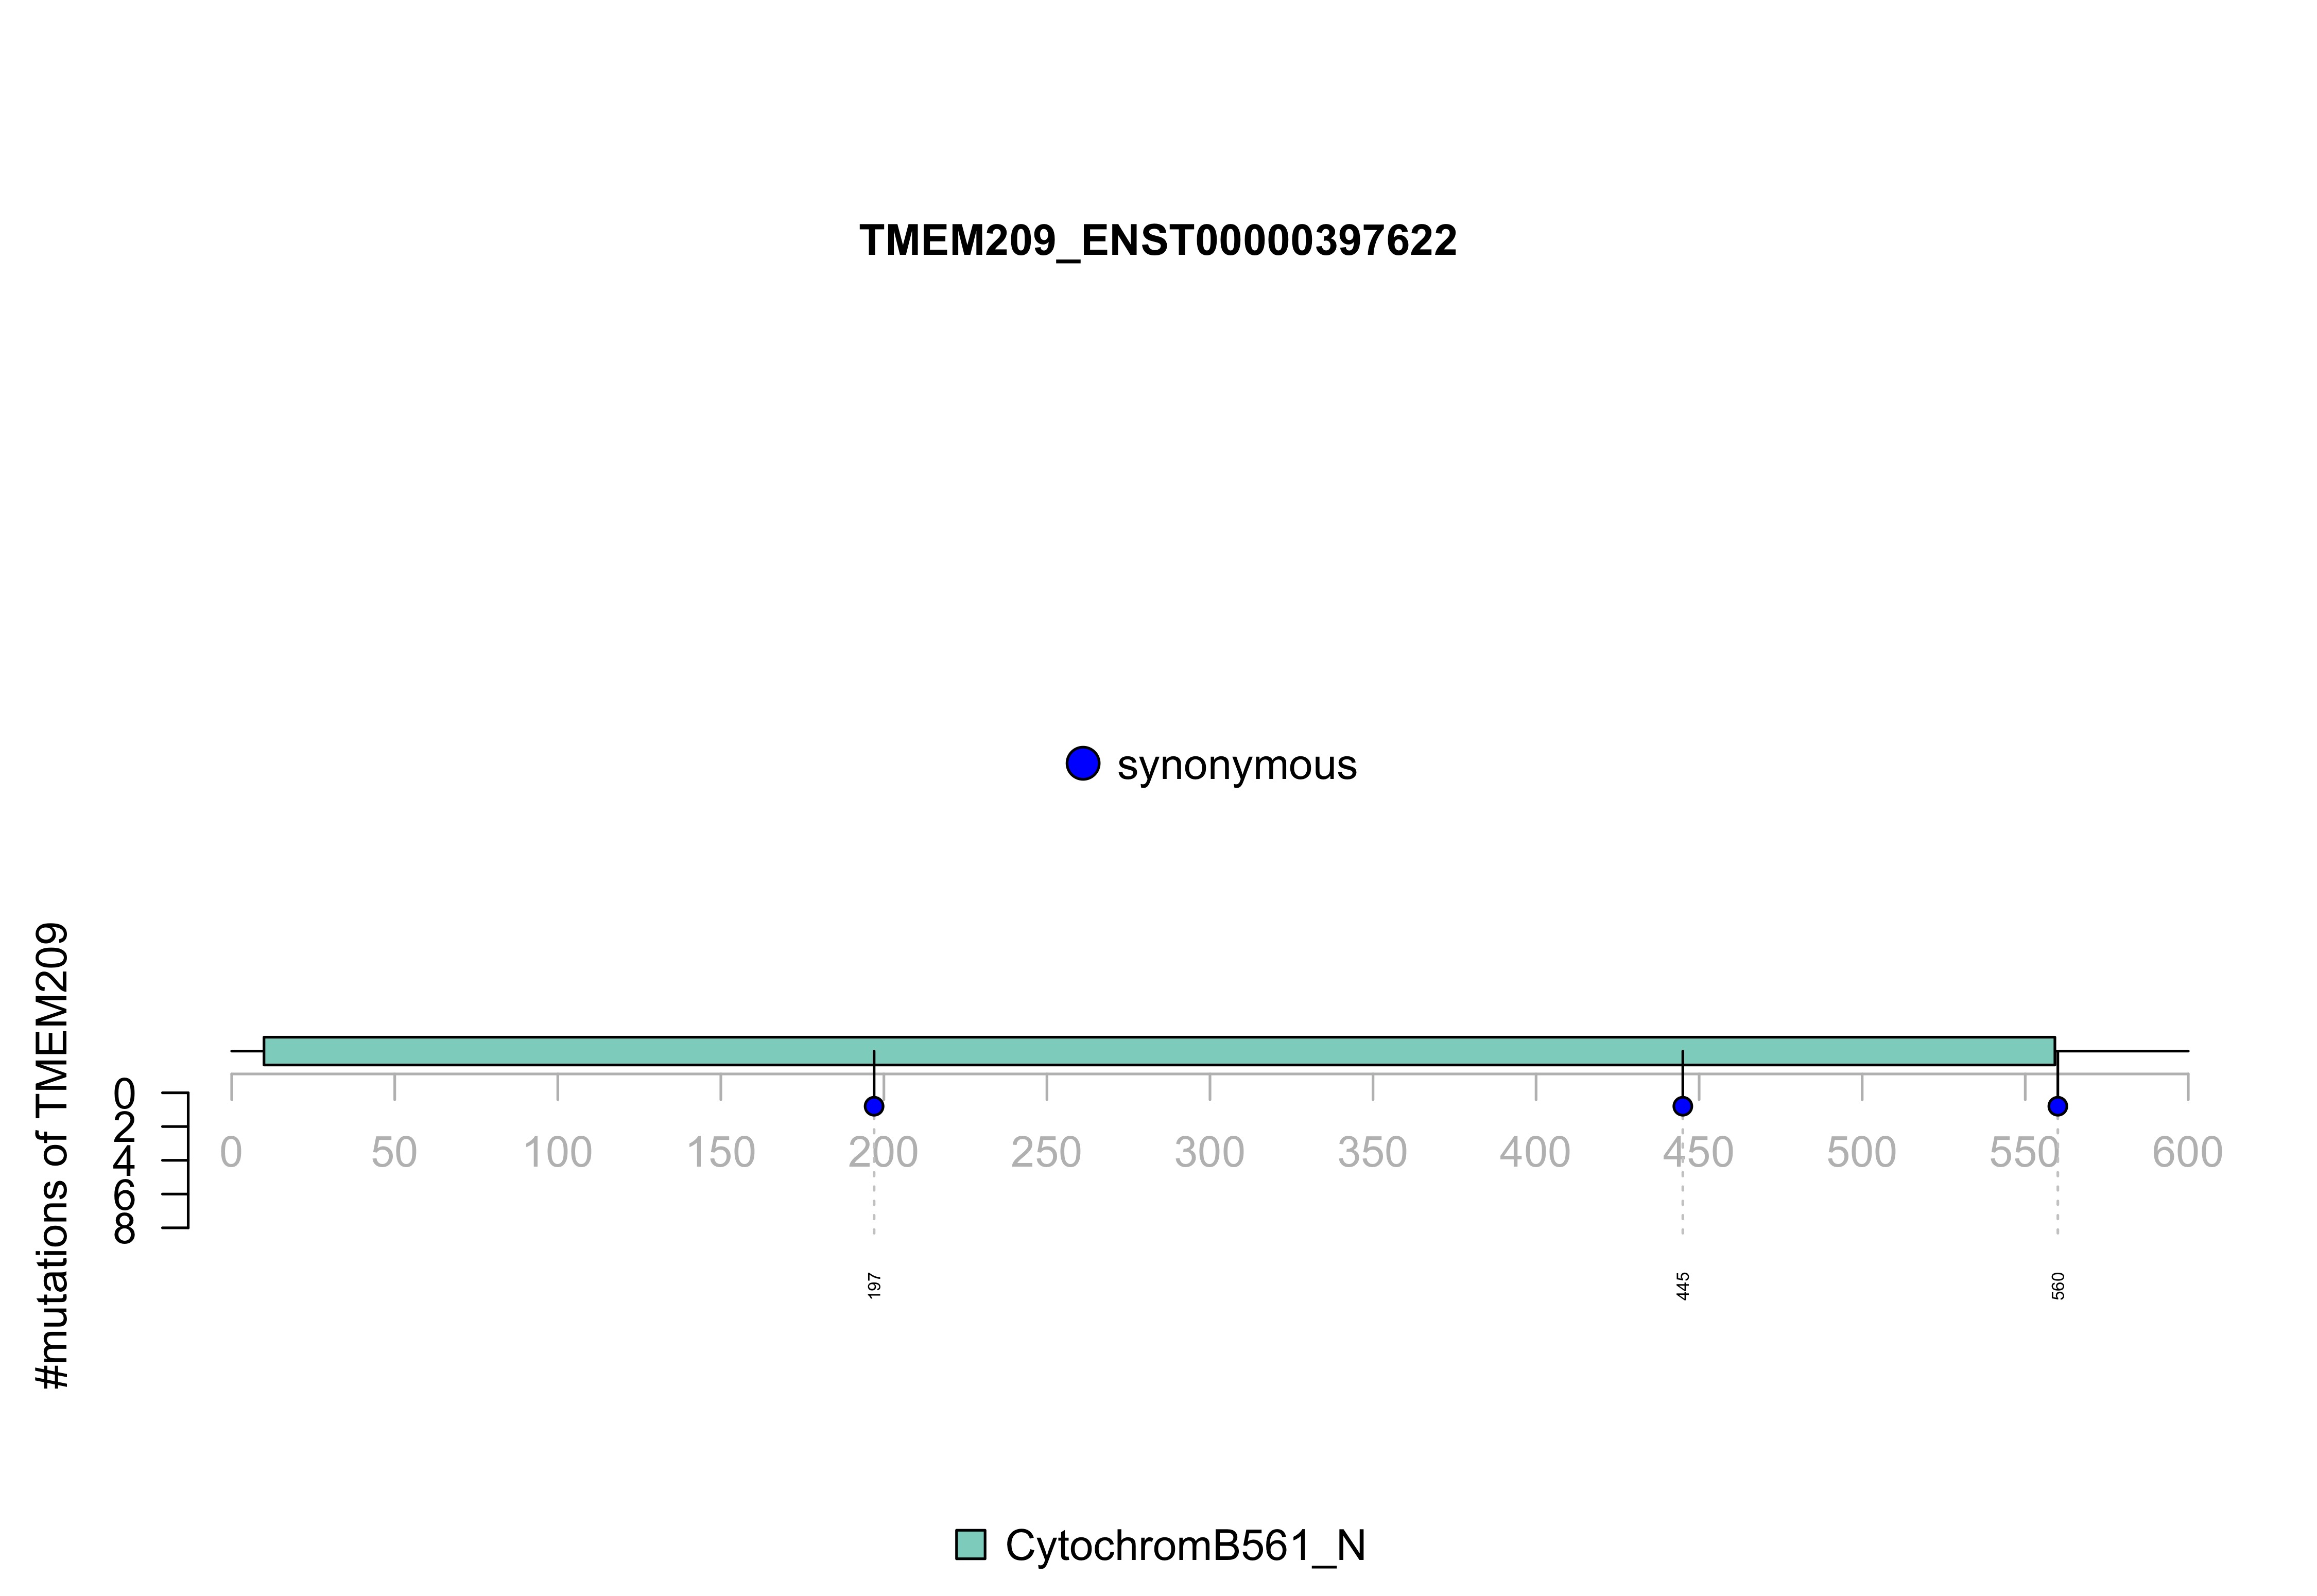 TMEM209_ENST00000397622
synonymous
#mutations of TMEM209
0
2
4
6
8
0 50 100 150 200 250 300 350 400 450 500 550 600
197 445 560
CytochromB561_N